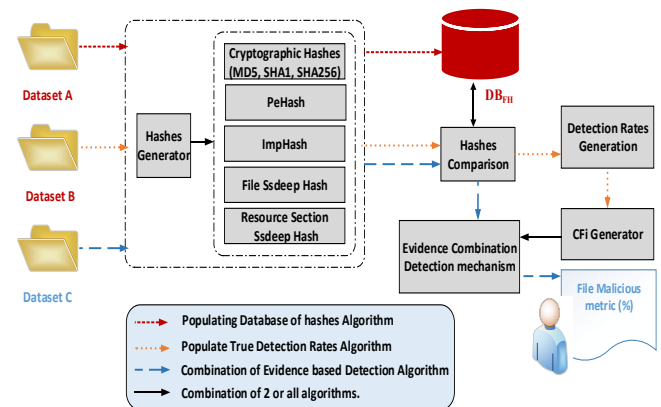 Dataset A
Dataset B
Dataset C
Hashes
Generator
Cryptographic Hashes
(MD5, SHA1, SHA256)
PeHash
ImpHash
File Ssdeep Hash
Resource Section
Ssdeep Hash
DBFH
Hashes
Comparison
Detection Rates
Generation
CFi Generator
Evidence Combination
Detection mechanism
File Malicious
metric (%)
Populating Database of hashes Algorithm
Populate True Detection Rates Algorithm
Combination of Evidence based Detection Algorithm
Combination of 2 or all algorithms.